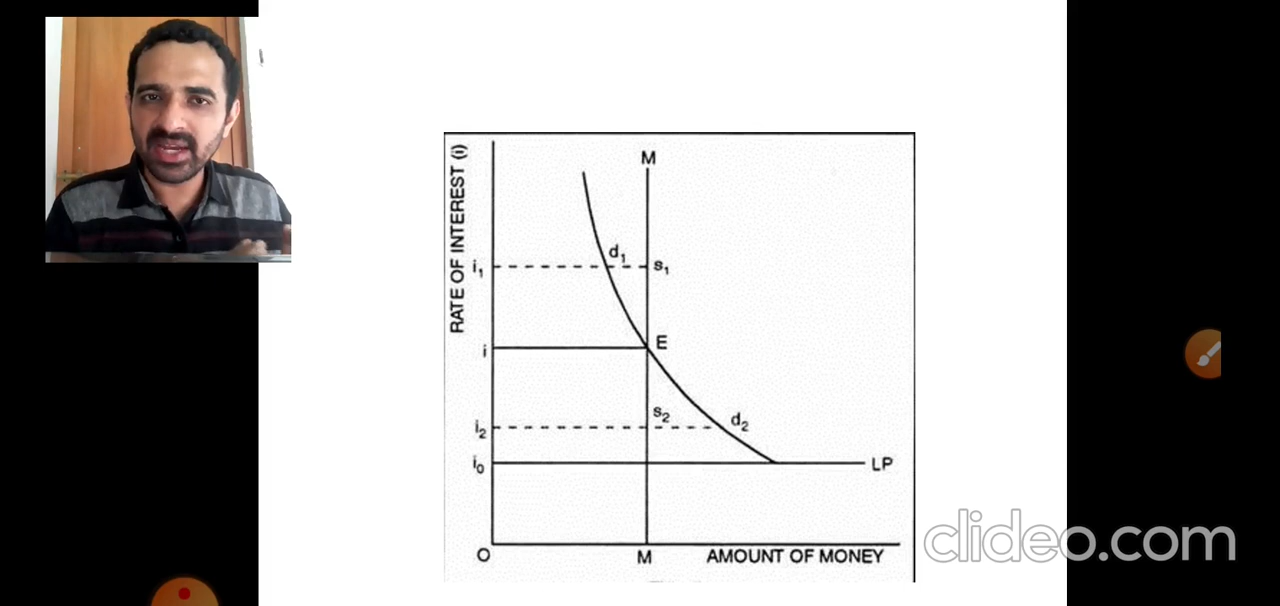 RATE OF INTEREST (i)
M
d₁
i₁
s₁
E
i
s₂
d₂
i₂
i₀
LP
O
M
AMOUNT OF MONEY
clideo.com